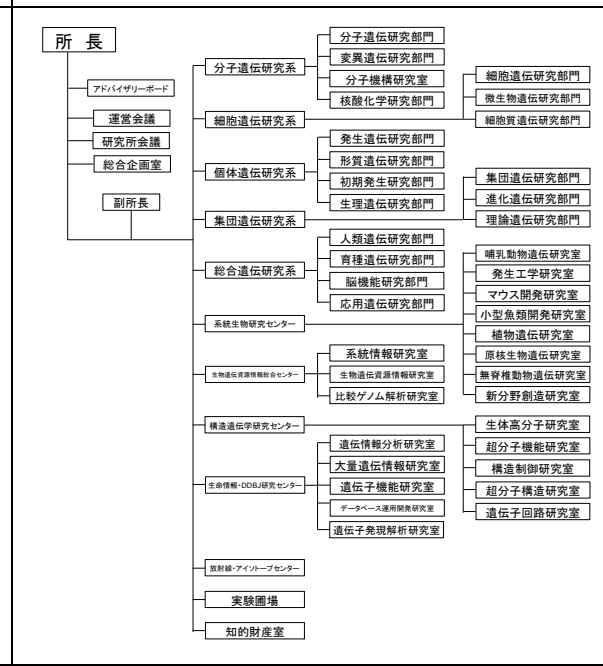 所 長
アドバイザリーボード
運営会議
研究所会議
総合企画室
副所長
分子遺伝研究系
分子遺伝研究部門
変異遺伝研究部門
分子機構研究室
核酸化学研究部門
細胞遺伝研究系
細胞遺伝研究部門
微生物遺伝研究部門
細胞質遺伝研究部門
個体遺伝研究系
発生遺伝研究部門
形質遺伝研究部門
初期発生研究部門
生理遺伝研究部門
集団遺伝研究系
集団遺伝研究部門
進化遺伝研究部門
理論遺伝研究部門
総合遺伝研究系
人類遺伝研究部門
育種遺伝研究部門
脳機能研究部門
応用遺伝研究部門
系統生物研究センター
哺乳動物遺伝研究室
発生工学研究室
マウス開発研究室
小型魚類開発研究室
植物遺伝研究室
原核生物遺伝研究室
無脊椎動物遺伝研究室
新分野創造研究室
生物遺伝資源情報総合センター
系統情報研究室
生物遺伝資源情報研究室
比較ゲノム解析研究室
構造遺伝学研究センター
生体高分子研究室
超分子機能研究室
構造制御研究室
超分子構造研究室
遺伝子回路研究室
生命情報・DDBJ研究センター
遺伝情報分析研究室
大量遺伝情報研究室
遺伝子機能研究室
データベース運用開発研究室
遺伝子発現解析研究室
放射線・アイソトープセンター
実験圃場
知的財産室